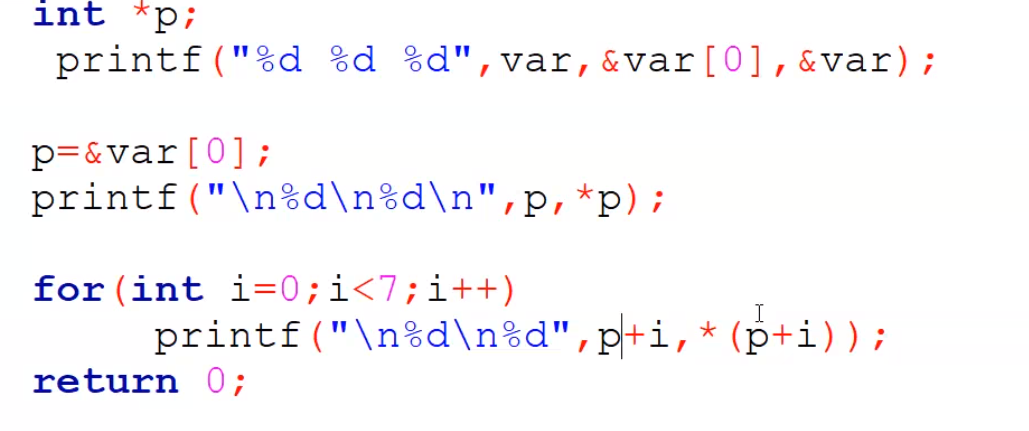 int *p;
printf("%d %d %d",var,&var[0],&var);
p=&var[0];
printf("\n%d\n%d\n",p,*p);
for(int i=0;i<7;i++)
printf("\n%d\n%d",p+i,*(p+i));
return 0;